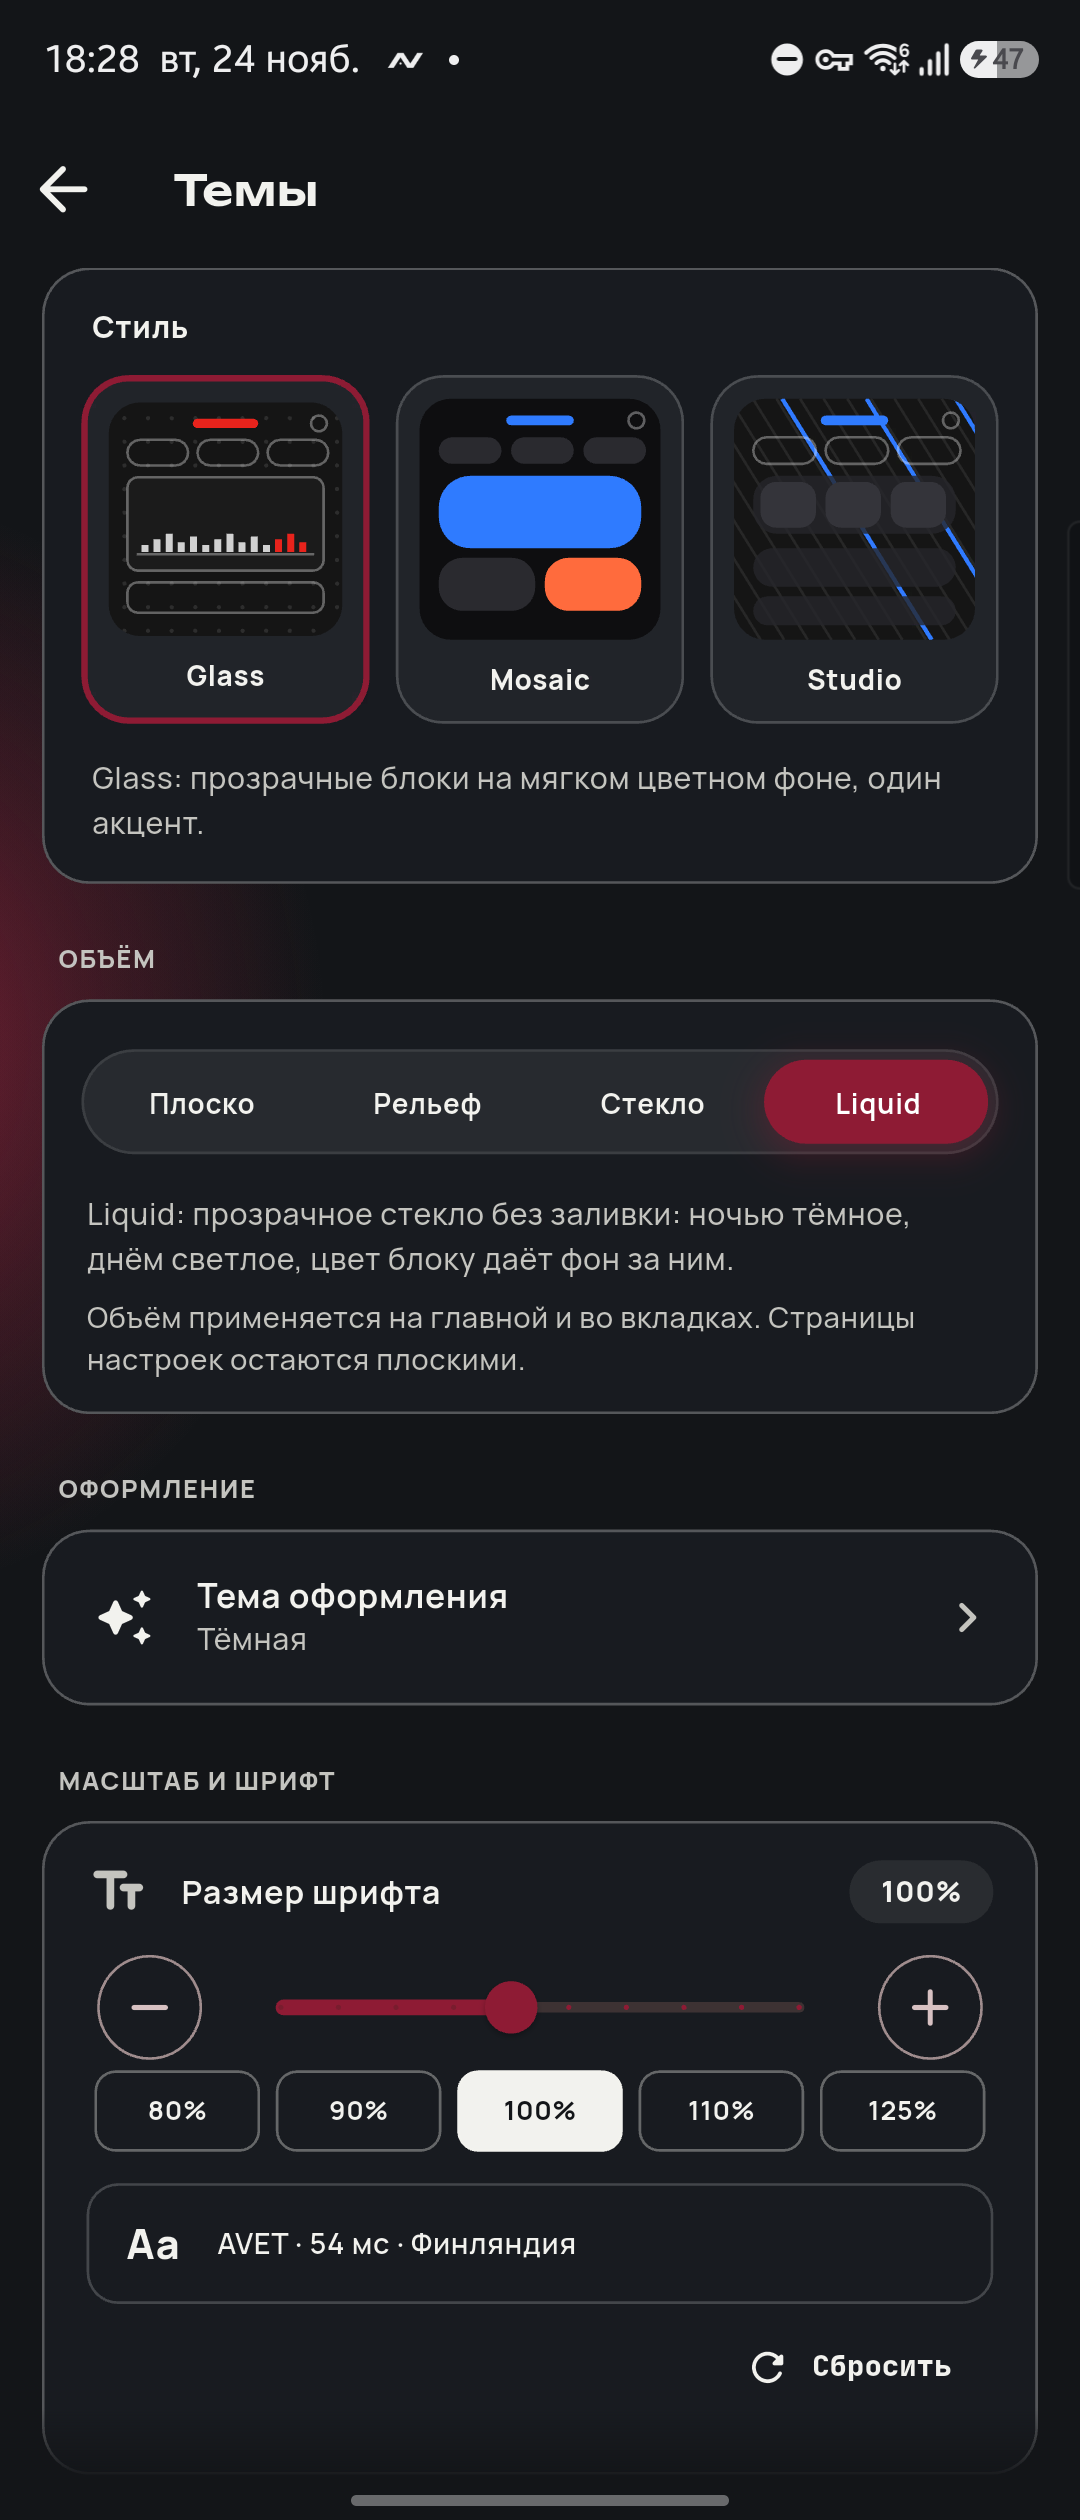 18:28 вт, 24 нояб.
6
47
Темы
Стиль
Glass
Mosaic
Studio
Glass: прозрачные блоки на мягком цветном фоне, один
акцент.
ОБЪЁМ
Плоско
Рельеф
Стекло
Liquid
Liquid: прозрачное стекло без заливки: ночью тёмное,
днём светлое, цвет блоку даёт фон за ним.
Объём применяется на главной и во вкладках. Страницы
настроек остаются плоскими.
ОФОРМЛЕНИЕ
Тема оформления
Тёмная
МАСШТАБ И ШРИФТ
Тт Размер шрифта
100%
80%
90%
100%
110%
125%
Aa AVET · 54 мс · Финляндия
Сбросить